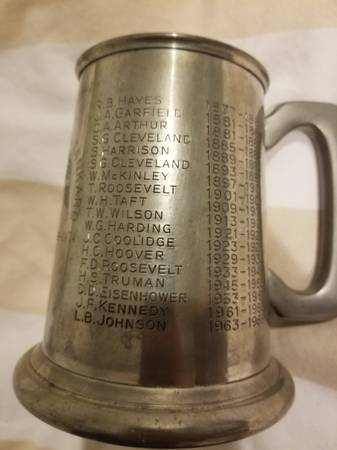 R.B. HAYES 1877-
J.A. GARFIELD 1881-
C.A. ARTHUR 1881-
S.G. CLEVELAND 1885-
B. HARRISON 1889-
S.G. CLEVELAND 1893-
W. McKINLEY 1897-
T. ROOSEVELT 1901-
W.H. TAFT 1909-
T.W. WILSON 1913-
W.G. HARDING 1921-
J.C. COOLIDGE 1923-
H.C. HOOVER 1929-
F.D. ROOSEVELT 1933-
H.S. TRUMAN 1945-
D.D. EISENHOWER 1953-
J.F. KENNEDY 1961-
L.B. JOHNSON 1963-